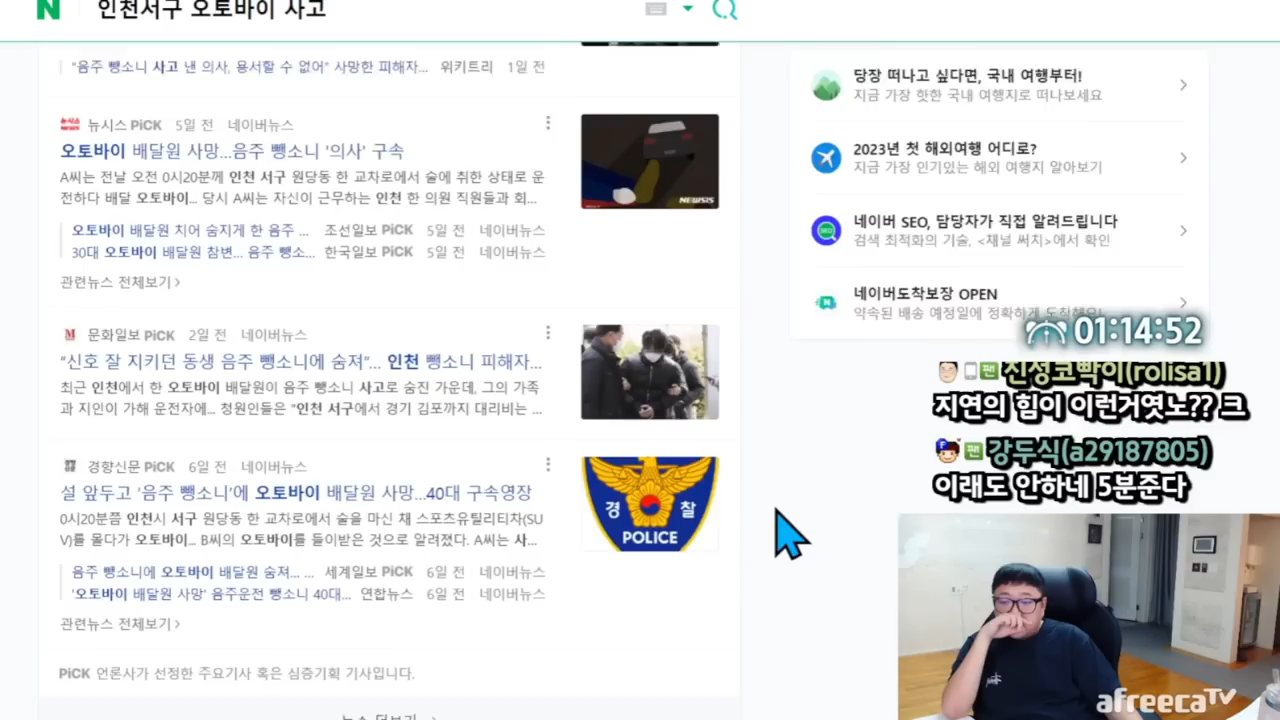 N 인천서구 오토바이 사고
"음주 뺑소니 사고 낸 의사, 용서할 수 없어" 사망한 피해자... 위키트리 1일 전
뉴시스 PiCK 5일 전 네이버뉴스
오토바이 배달원 사망...음주 뺑소니 '의사' 구속
A씨는 전날 오전 0시20분께 인천 서구 원당동 한 교차로에서 술에 취한 상태로 운
전하다 배달 오토바이... 당시 A씨는 자신이 근무하는 인천 한 의원 직원들과 회...
NEWSIS
오토바이 배달원 치어 숨지게 한 음주 ... 조선일보 PiCK 5일 전 네이버뉴스
30대 오토바이 배달원 참변... 음주 뺑소... 한국일보 PiCK 5일 전 네이버뉴스
관련뉴스 전체보기 >
문화일보 PiCK 2일 전 네이버뉴스
"신호 잘 지키던 동생 음주 뺑소니에 숨져"... 인천 뺑소니 피해자...
최근 인천에서 한 오토바이 배달원이 음주 뺑소니 사고로 숨진 가운데, 그의 가족
과 지인이 가해 운전자에... 청원인들은 "인천 서구에서 경기 김포까지 대리비는 ...
경향신문 PiCK 6일 전 네이버뉴스
설 앞두고 '음주 뺑소니'에 오토바이 배달원 사망...40대 구속영장
0시20분쯤 인천시 서구 원당동 한 교차로에서 술을 마신 채 스포츠유틸리티차(SU
V)를 몰다가 오토바이... B씨의 오토바이를 들이받은 것으로 알려졌다. A씨는 사...
경 찰
POLICE
음주 뺑소니에 오토바이 배달원 숨져... ... 세계일보 PiCK 6일 전 네이버뉴스
'오토바이 배달원 사망' 음주운전 뺑소니 40대... 연합뉴스 6일 전 네이버뉴스
관련뉴스 전체보기 >
PiCK 언론사가 선정한 주요기사 혹은 심층기획 기사입니다.
뉴스 더보기 >
당장 떠나고 싶다면, 국내 여행부터!
지금 가장 핫한 국내 여행지로 떠나보세요
2023년 첫 해외여행 어디로?
지금 가장 인기있는 해외 여행지 알아보기
네이버 SEO, 담당자가 직접 알려드립니다
검색 최적화의 기술, <채널 써치>에서 확인
네이버도착보장 OPEN
약속된 배송 예정일에 정확하게 도착해요!
01:14:52
팬 진성코빡이(rolisa1)
지연의 힘이 이런거엿노?? 크
팬 강두식(a29187805)
이래도 안하네 5분준다
afreecaTV